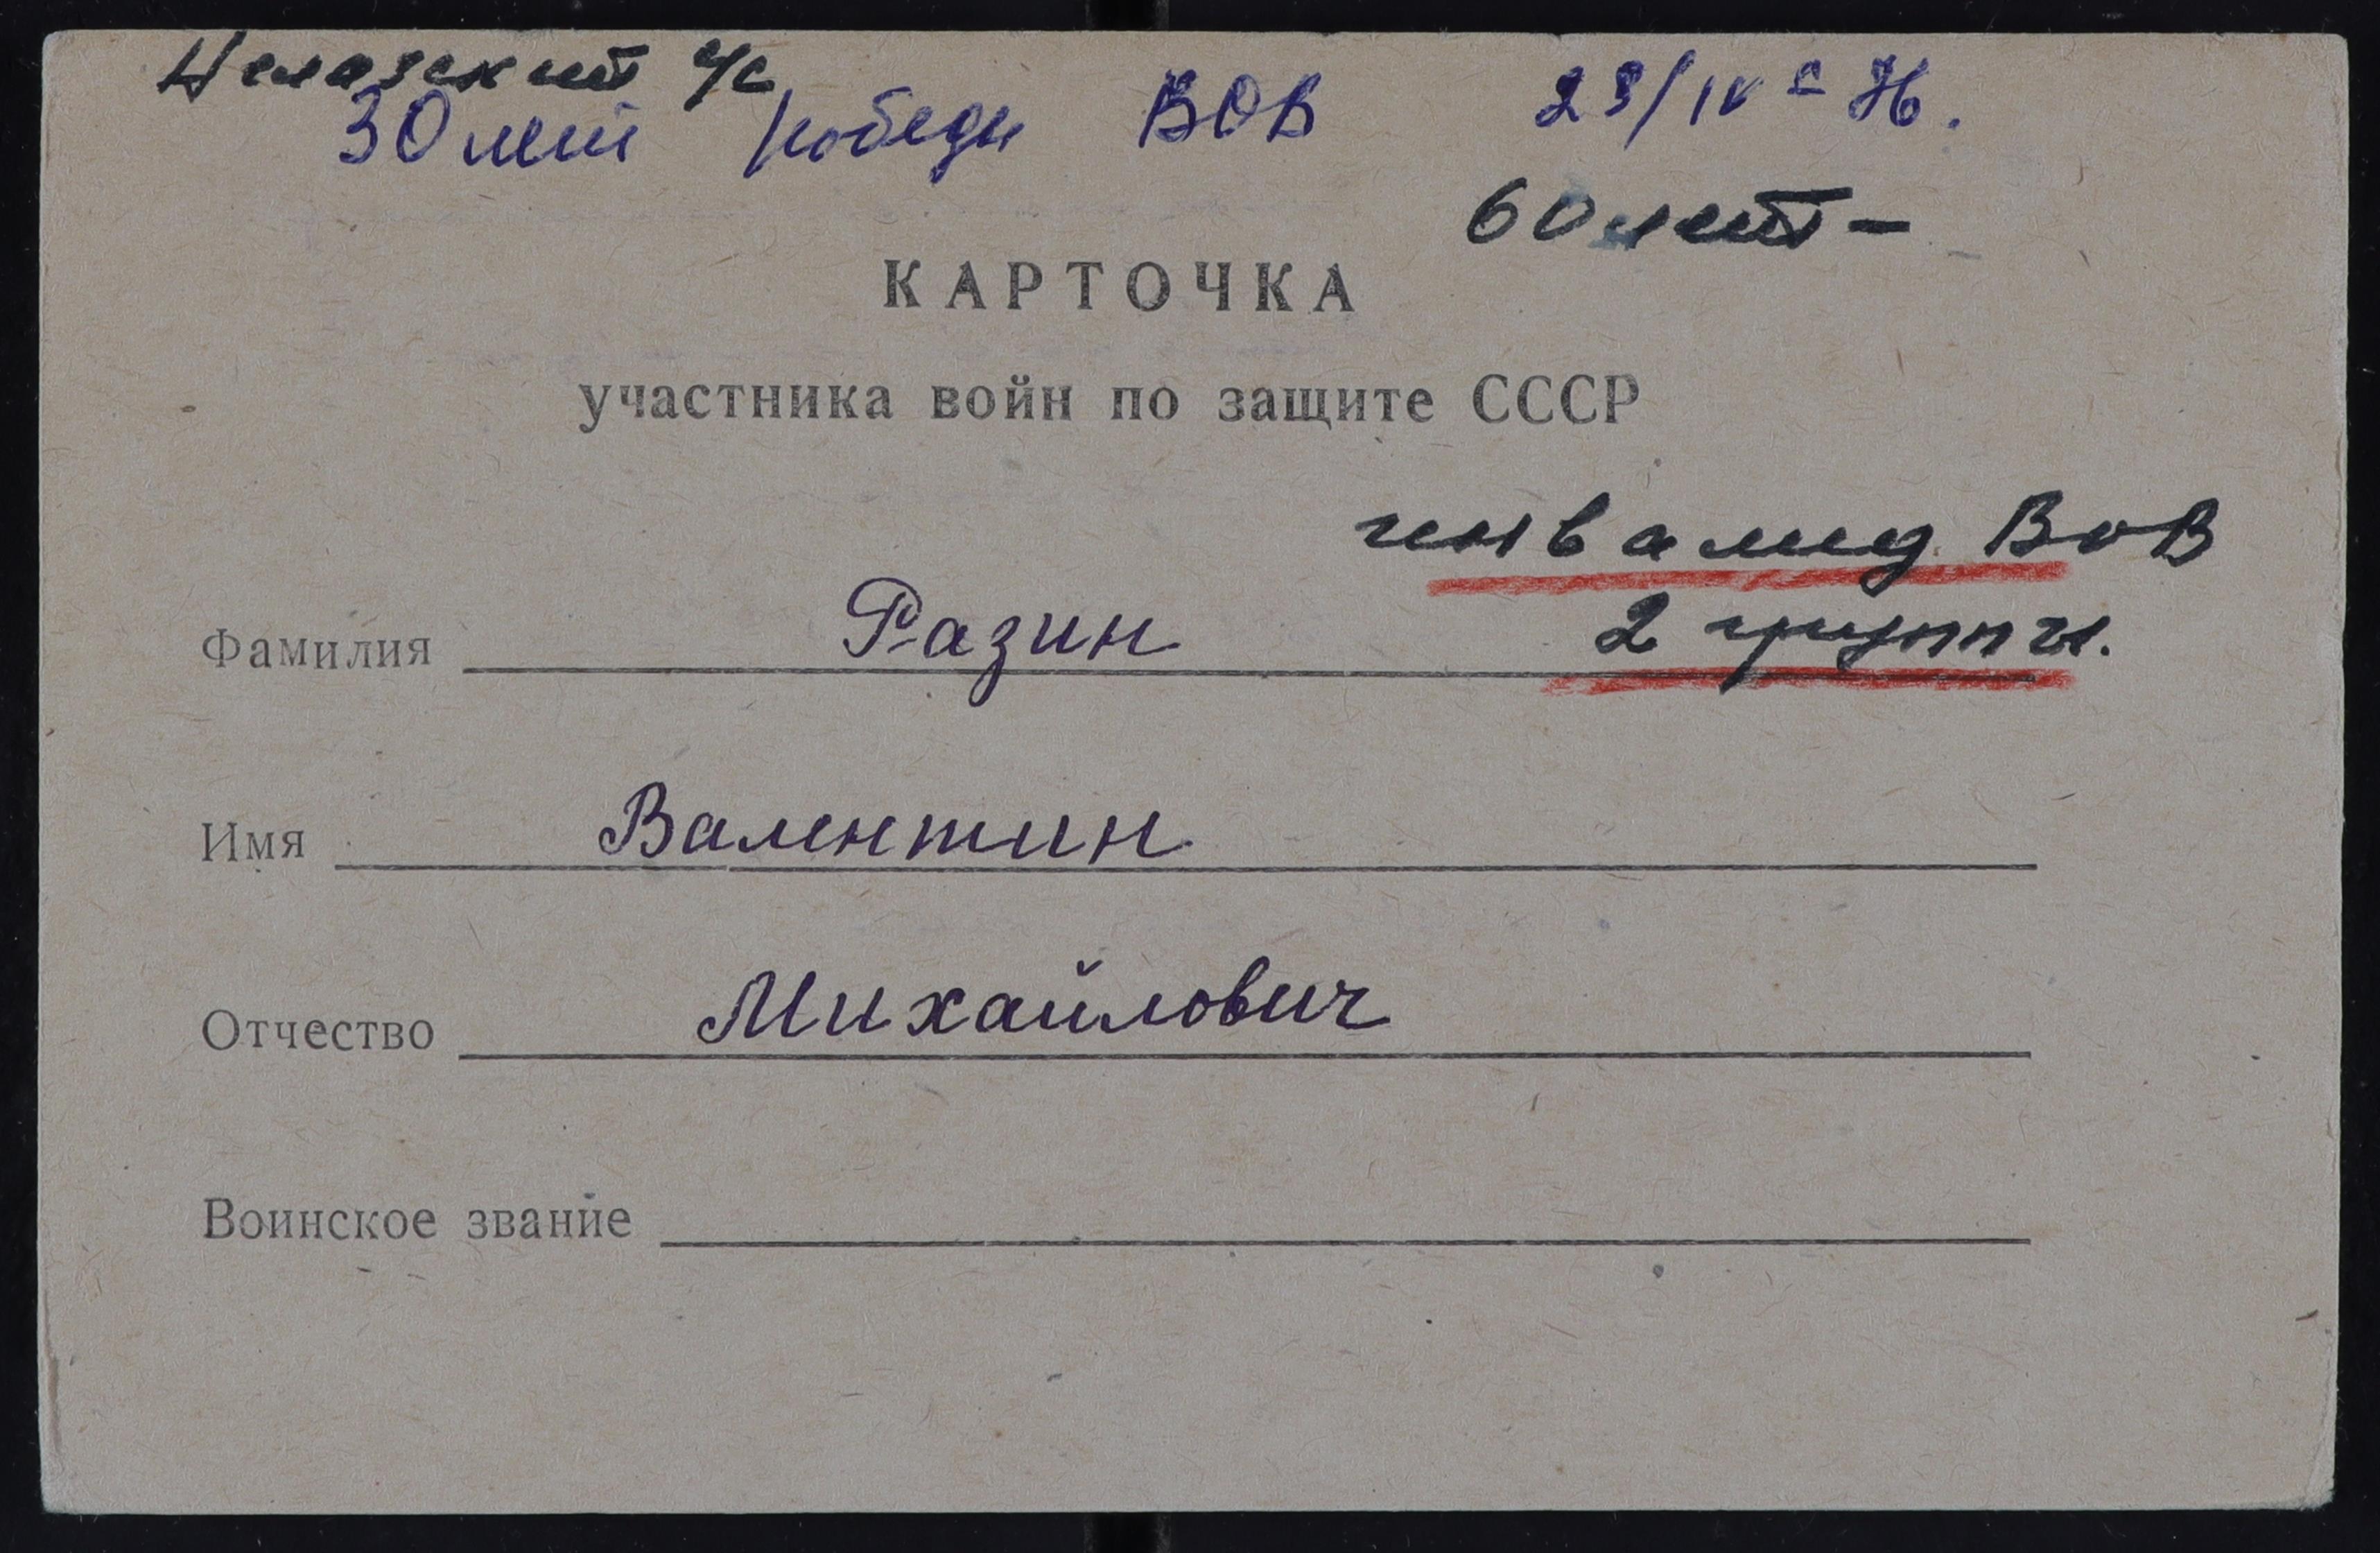 Нелазский с/с
30 лет победы ВОВ 23/IV-76.
60 лет -
КАРТОЧКА
участника войн по защите СССР
инвалид ВОВ
2 группы.
Фамилия Разин
Имя Валентин
Отчество Михайлович
Воинское звание